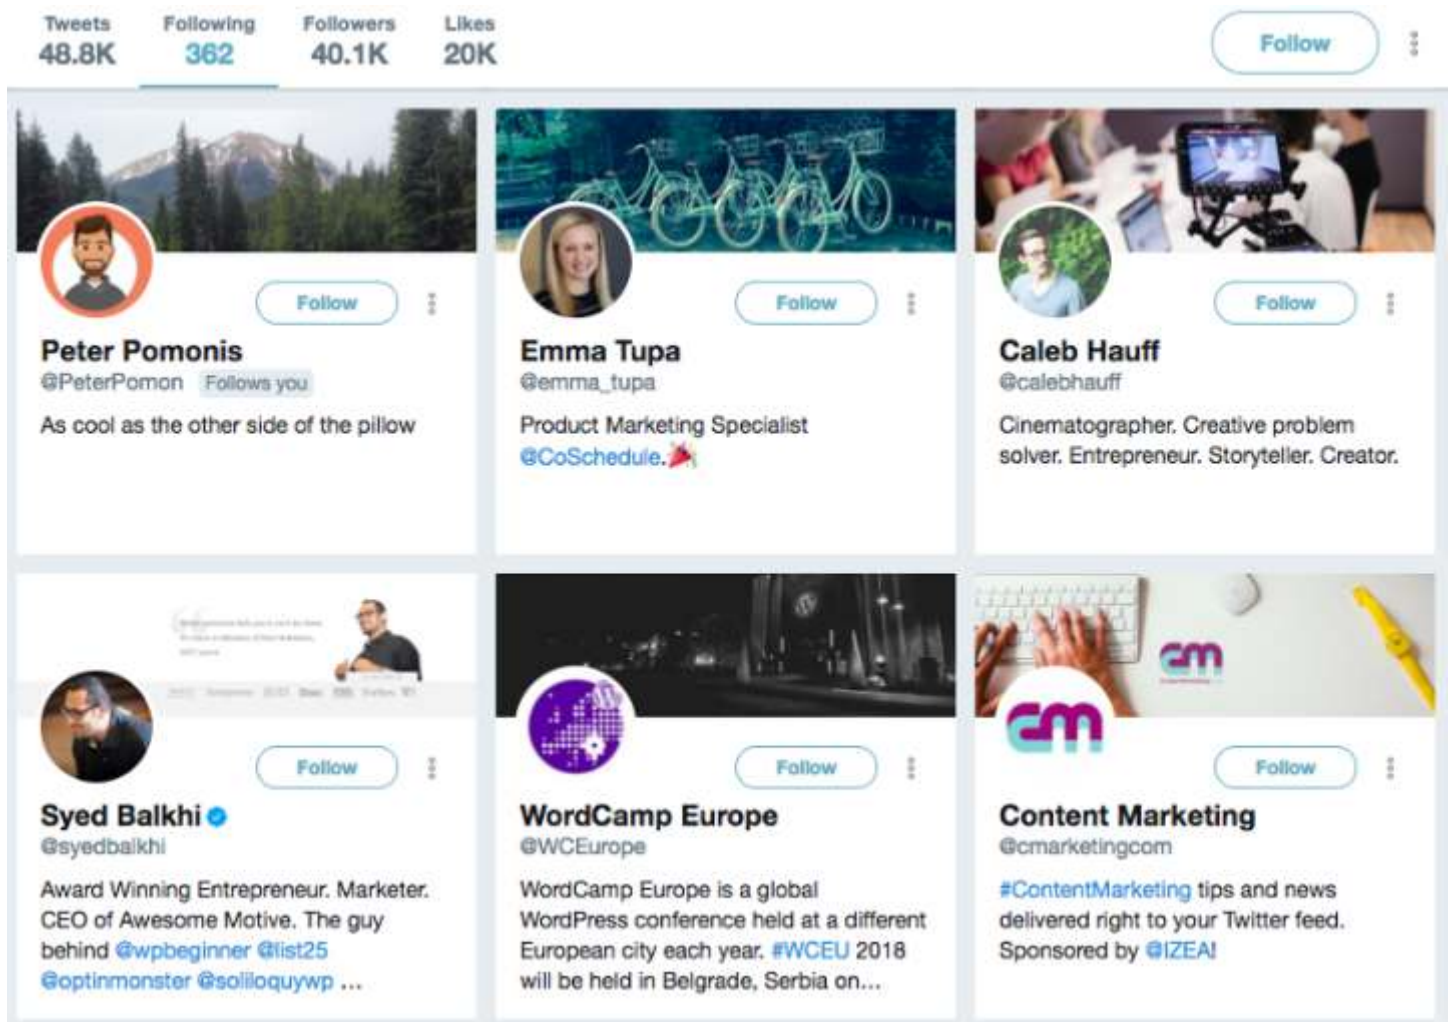 Tweets Following Followers Likes
48.8K 362 40.1K 20K
Follow
Follow
Peter Pomonis
@PeterPomon Follows you
As cool as the other side of the pillow
Follow
Emma Tupa
@emma_tupa
Product Marketing Specialist
@CoSchedule.🎉
Follow
Caleb Hauff
@calebhauff
Cinematographer. Creative problem
solver. Entrepreneur. Storyteller. Creator.
Follow
Syed Balkhi
@syedbalkhi
Award Winning Entrepreneur. Marketer.
CEO of Awesome Motive. The guy
behind @wpbeginner @list25
@optinmonster @soliloquywp ...
Follow
WordCamp Europe
@WCEurope
WordCamp Europe is a global
WordPress conference held at a different
European city each year. #WCEU 2018
will be held in Belgrade, Serbia on...
cm
cm
Follow
Content Marketing
@cmarketingcom
#ContentMarketing tips and news
delivered right to your Twitter feed.
Sponsored by @IZEA!